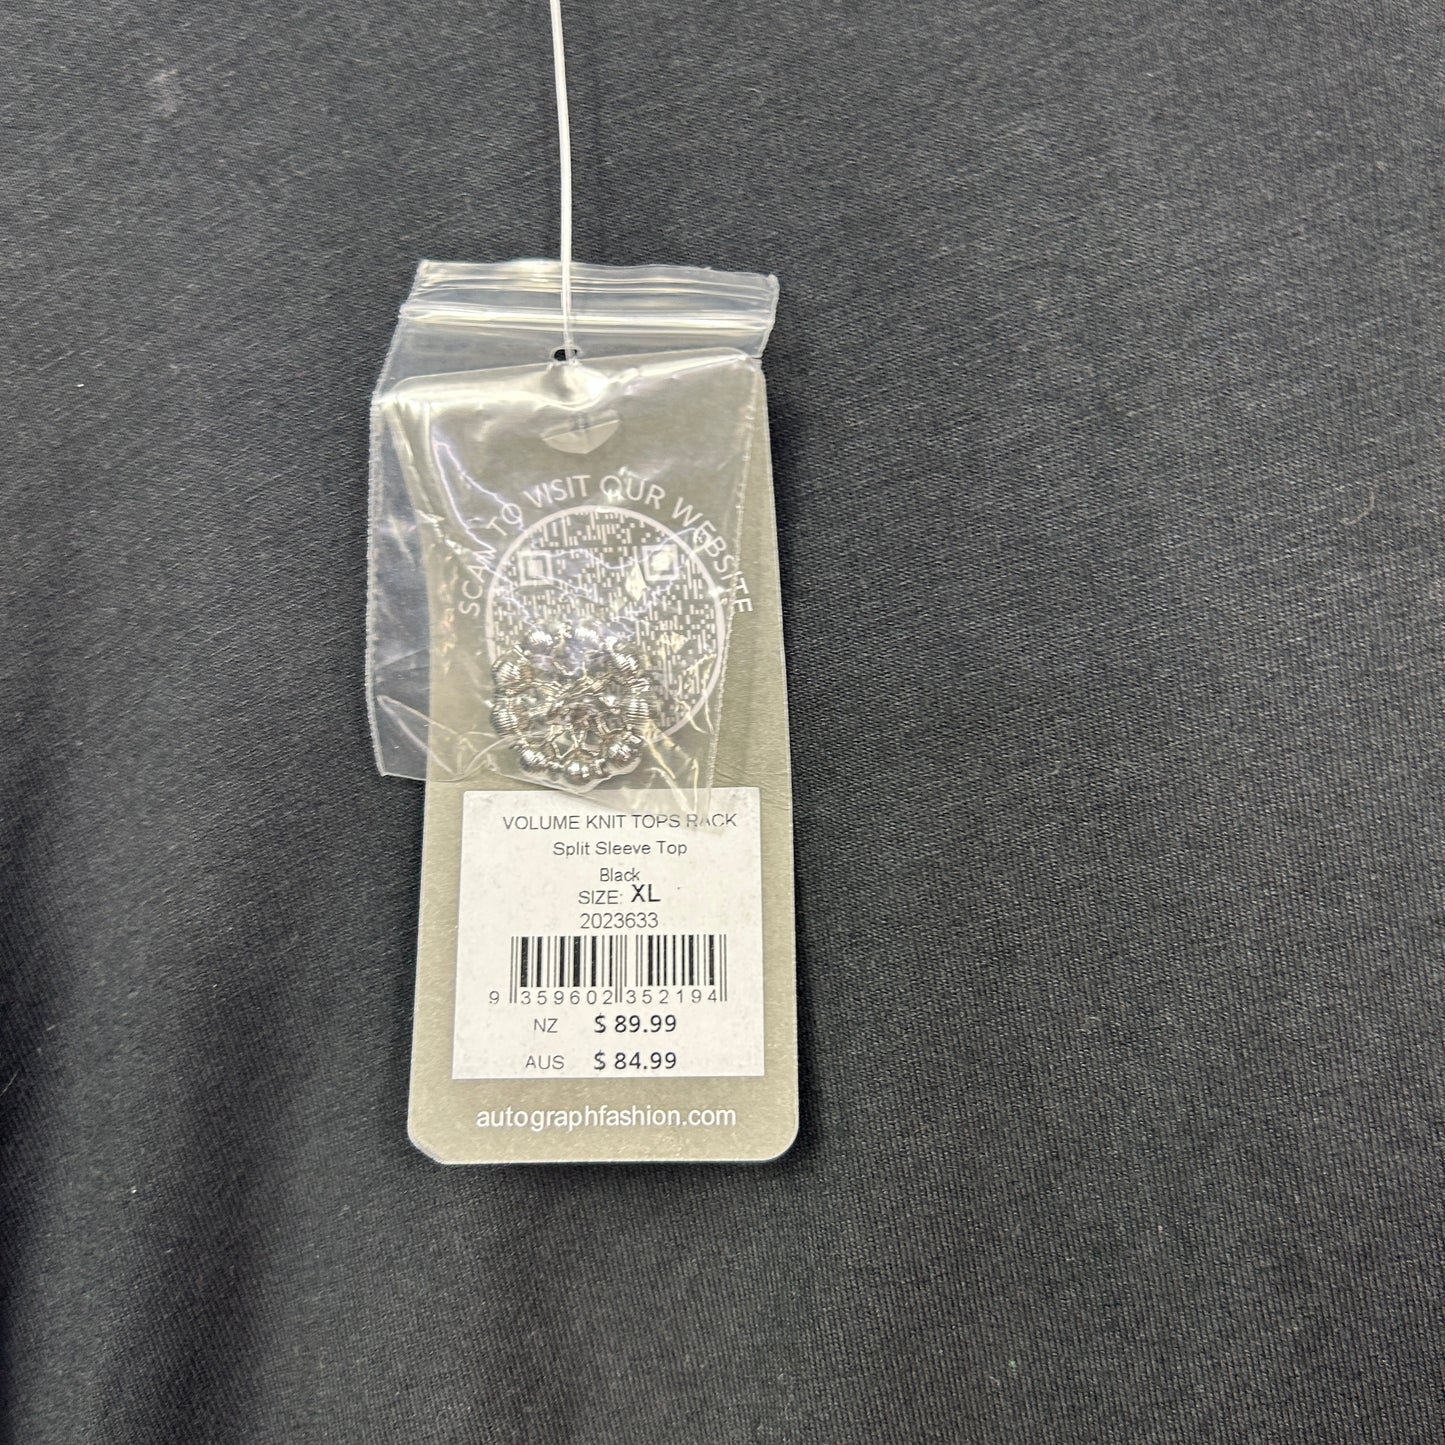 SCAN TO VISIT OUR WEBSITE
VOLUME KNIT TOPS RACK
Split Sleeve Top
Black
SIZE: XL
2023633
9 359602 352194
NZ $ 89.99
AUS $ 84.99
autographfashion.com